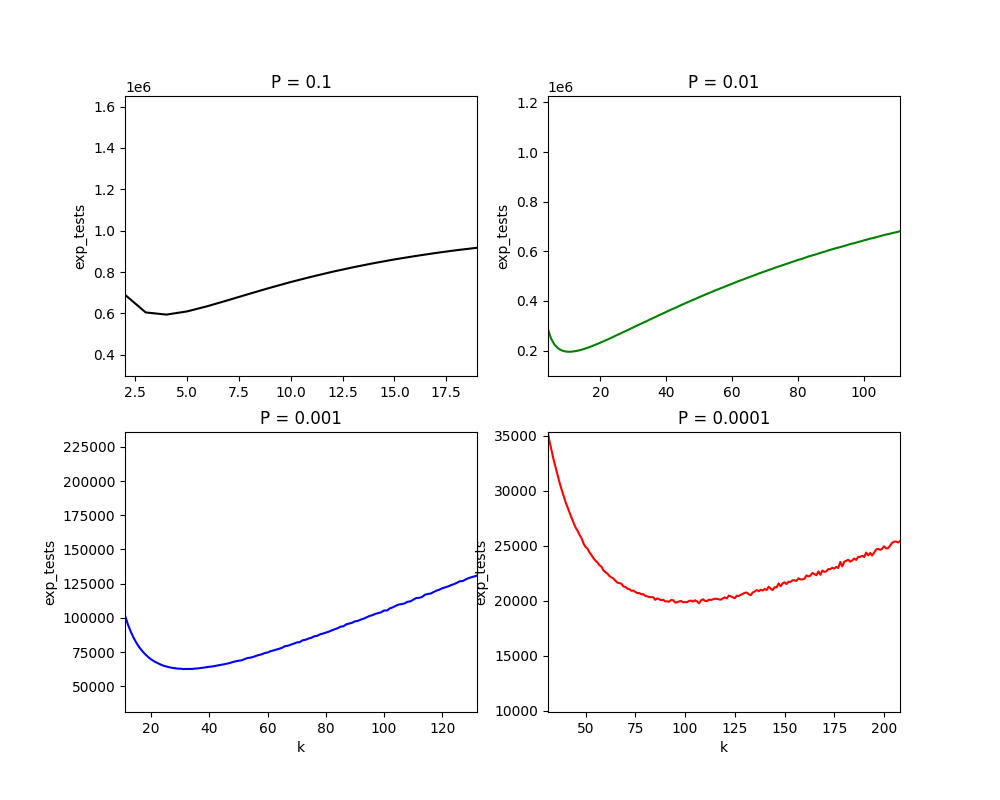 P = 0.1
1e6
1.6
1.4
1.2
1.0
0.8
0.6
0.4
exp_tests
2.5 5.0 7.5 10.0 12.5 15.0 17.5
P = 0.01
1e6
1.2
1.0
0.8
0.6
0.4
0.2
exp_tests
20 40 60 80 100
P = 0.001
225000
200000
175000
150000
125000
100000
75000
50000
exp_tests
20 40 60 80 100 120
k
P = 0.0001
35000
30000
25000
20000
15000
10000
exp_tests
50 75 100 125 150 175 200
k